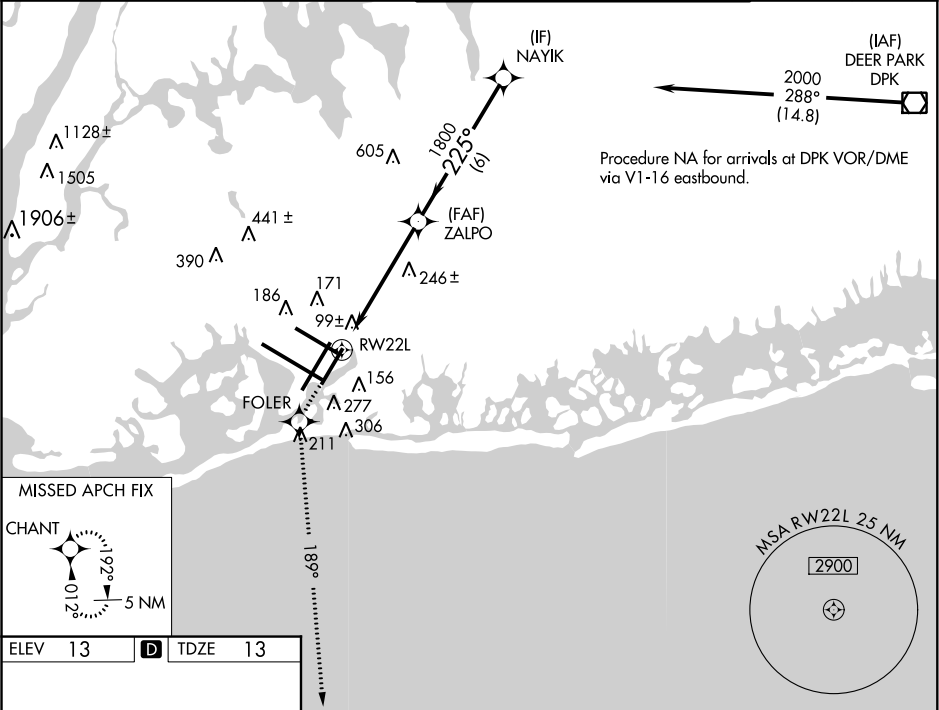 (IF)
NAYIK
(IAF)
DEER PARK
DPK
2000
288°
(14.8)
1128±
1505
1906±
605
1800
225°
(6)
Procedure NA for arrivals at DPK VOR/DME
via V1-16 eastbound.
(FAF)
ZALPO
441±
390
246±
171
186
99±
RW22L
156
277
FOLER
306
211
MISSED APCH FIX
CHANT
192°
012°
5 NM
189°
MSA RW22L 25 NM
2900
ELEV 13 D TDZE 13